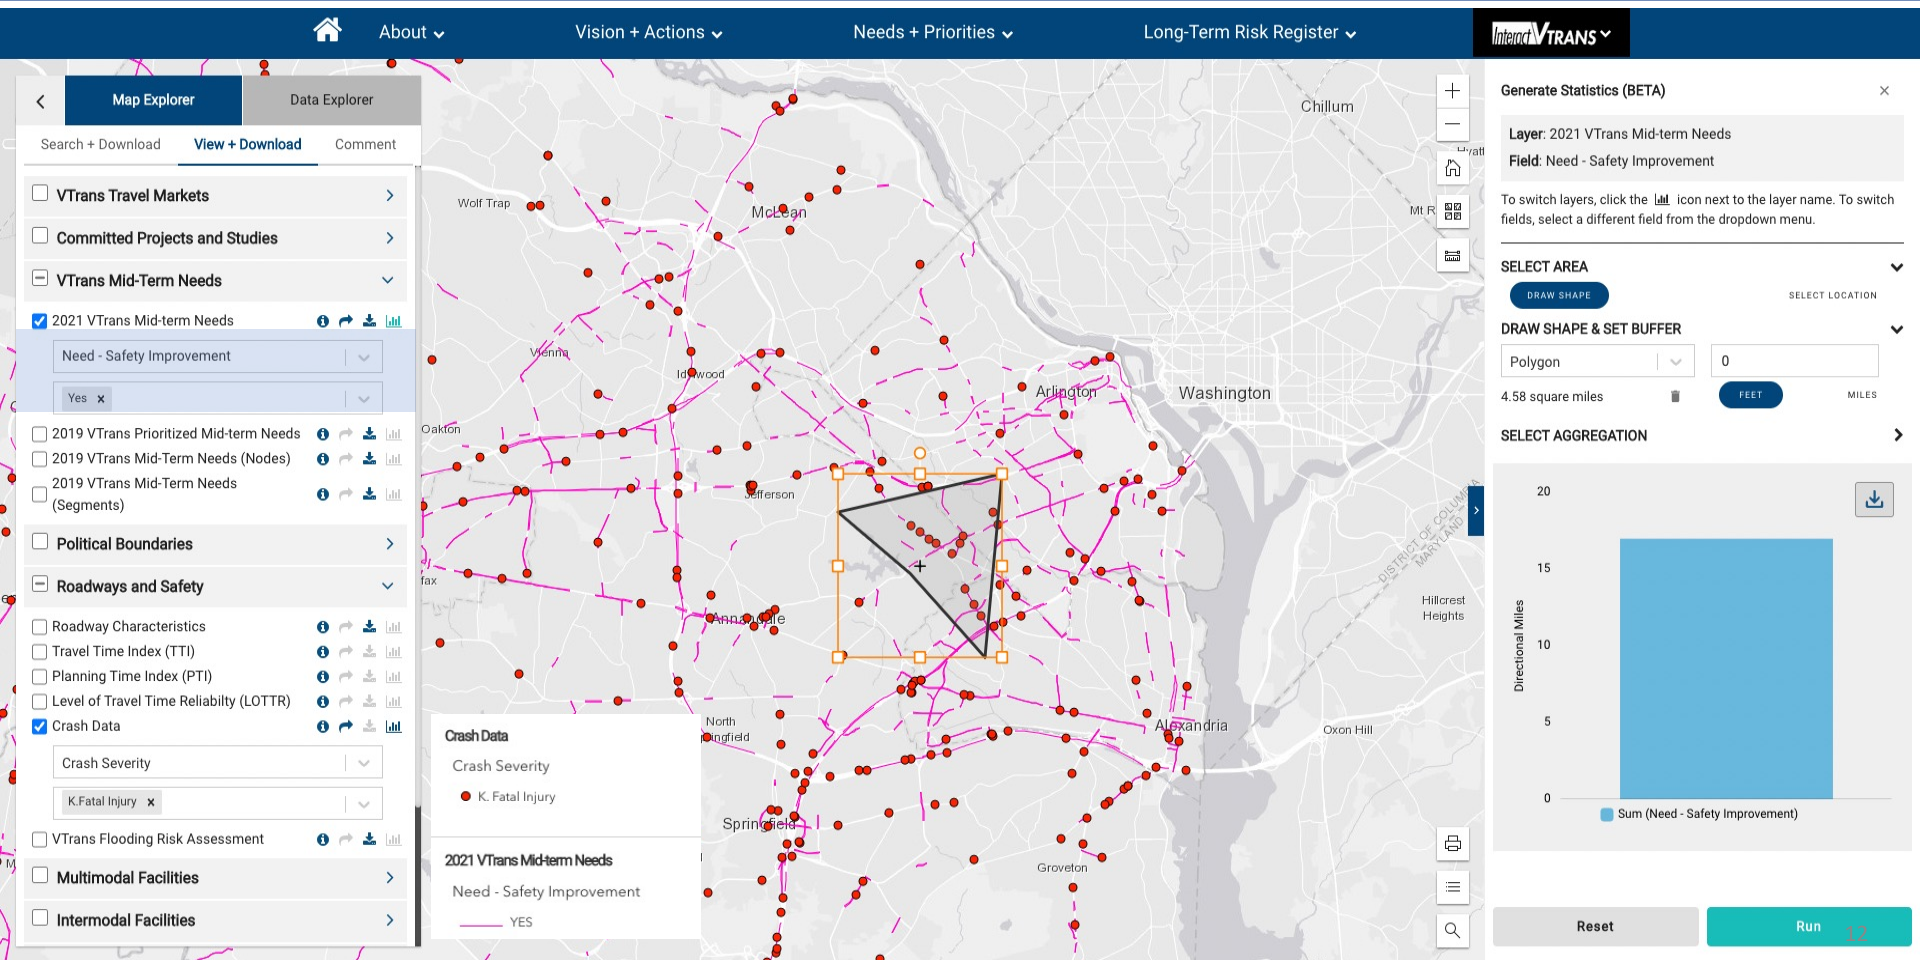 About
Vision + Actions
Needs + Priorities
Long-Term Risk Register
InteractVTRANS
Map Explorer
Data Explorer
Search + Download
View + Download
Comment
VTrans Travel Markets
Committed Projects and Studies
VTrans Mid-Term Needs
2021 VTrans Mid-term Needs
Need - Safety Improvement
Yes ×
2019 VTrans Prioritized Mid-term Needs
2019 VTrans Mid-Term Needs (Nodes)
2019 VTrans Mid-Term Needs
(Segments)
Political Boundaries
Roadways and Safety
Roadway Characteristics
Travel Time Index (TTI)
Planning Time Index (PTI)
Level of Travel Time Reliabilty (LOTTR)
Crash Data
Crash Severity
K.Fatal Injury ×
VTrans Flooding Risk Assessment
Multimodal Facilities
Intermodal Facilities
Chillum
Wolf Trap
McLean
Mt R
Vienna
Arlington
Washington
Oakton
Jefferson
DISTRICT OF COLUMBIA
MARYLAND
fax
Annandale
Hillcrest
Heights
North
Alexandria
Oxon Hill
Springfield
Groveton
Crash Data
Crash Severity
K. Fatal Injury
2021 VTrans Mid-term Needs
Need - Safety Improvement
YES
Generate Statistics (BETA)
Layer: 2021 VTrans Mid-term Needs
Field: Need - Safety Improvement
To switch layers, click the icon next to the layer name. To switch
fields, select a different field from the dropdown menu.
SELECT AREA
DRAW SHAPE
SELECT LOCATION
DRAW SHAPE & SET BUFFER
Polygon
0
4.58 square miles
FEET
MILES
SELECT AGGREGATION
20
15
10
5
0
Directional Miles
Sum (Need - Safety Improvement)
Reset
Run
12